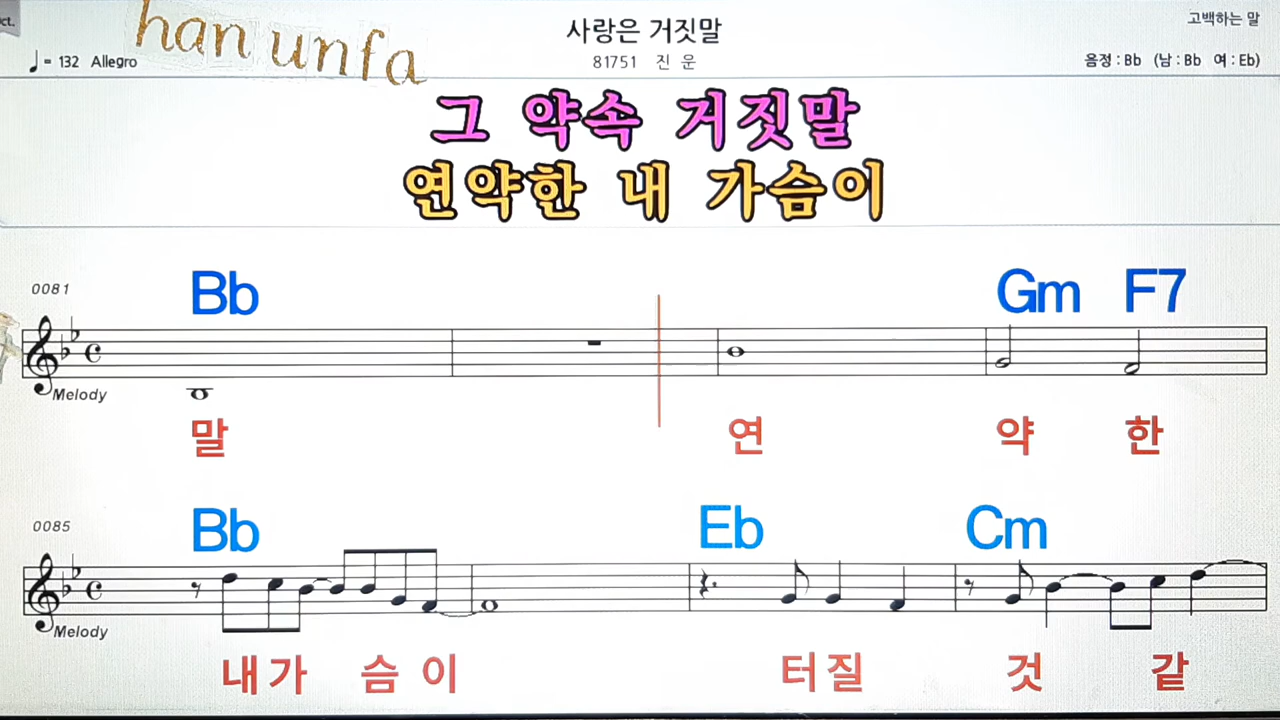 ct.
han unfa
사랑은 거짓말
고백하는 말
= 132 Allegro
81751 진 운
음정 : Bb (남 : Bb 여 : Eb)
그 약속 거짓말
연약한 내 가슴이
0081
Bb Gm F7
Melody
말 연 약 한
0085
Bb Eb Cm
Melody
내 가 슴 이 터 질 것 같